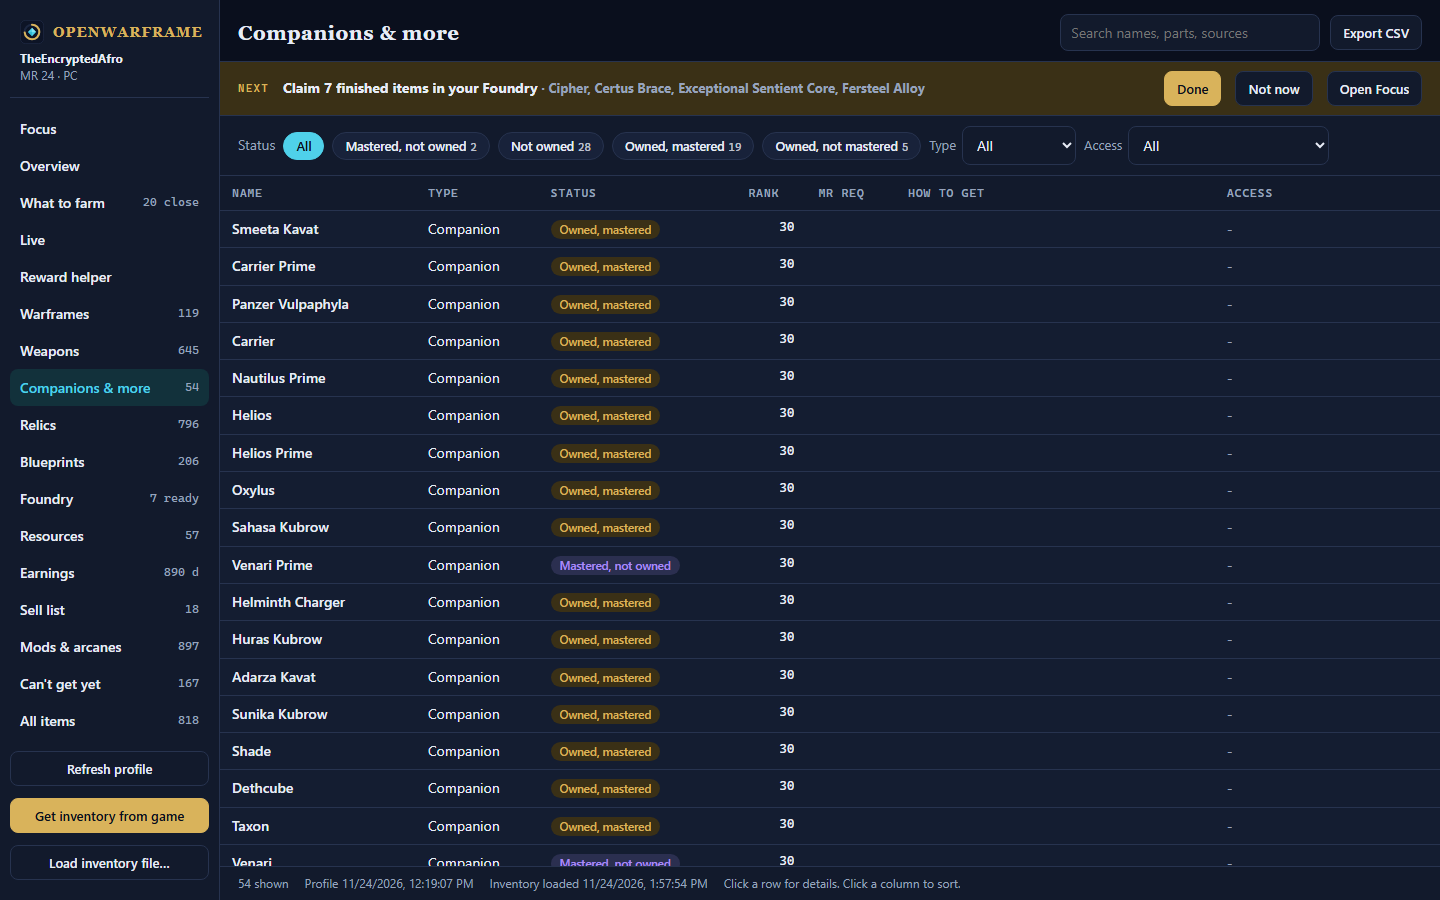 OPENWARFRAME
TheEncryptedAfro
MR 24 · PC
Focus
Overview
What to farm 20 close
Live
Reward helper
Warframes 119
Weapons 645
Companions & more 54
Relics 796
Blueprints 206
Foundry 7 ready
Resources 57
Earnings 890 d
Sell list 18
Mods & arcanes 897
Can't get yet 167
All items 818
Refresh profile
Get inventory from game
Load inventory file...
Companions & more
Search names, parts, sources
Export CSV
NEXT Claim 7 finished items in your Foundry · Cipher, Certus Brace, Exceptional Sentient Core, Fersteel Alloy
Done
Not now
Open Focus
Status All Mastered, not owned 2 Not owned 28 Owned, mastered 19 Owned, not mastered 5 Type All Access All
NAME TYPE STATUS RANK MR REQ HOW TO GET ACCESS
Smeeta Kavat Companion Owned, mastered 30 -
Carrier Prime Companion Owned, mastered 30 -
Panzer Vulpaphyla Companion Owned, mastered 30 -
Carrier Companion Owned, mastered 30 -
Nautilus Prime Companion Owned, mastered 30 -
Helios Companion Owned, mastered 30 -
Helios Prime Companion Owned, mastered 30 -
Oxylus Companion Owned, mastered 30 -
Sahasa Kubrow Companion Owned, mastered 30 -
Venari Prime Companion Mastered, not owned 30 -
Helminth Charger Companion Owned, mastered 30 -
Huras Kubrow Companion Owned, mastered 30 -
Adarza Kavat Companion Owned, mastered 30 -
Sunika Kubrow Companion Owned, mastered 30 -
Shade Companion Owned, mastered 30 -
Dethcube Companion Owned, mastered 30 -
Taxon Companion Owned, mastered 30 -
Venari Companion Mastered, not owned 30 -
54 shown Profile 11/24/2026, 12:19:07 PM Inventory loaded 11/24/2026, 1:57:54 PM Click a row for details. Click a column to sort.